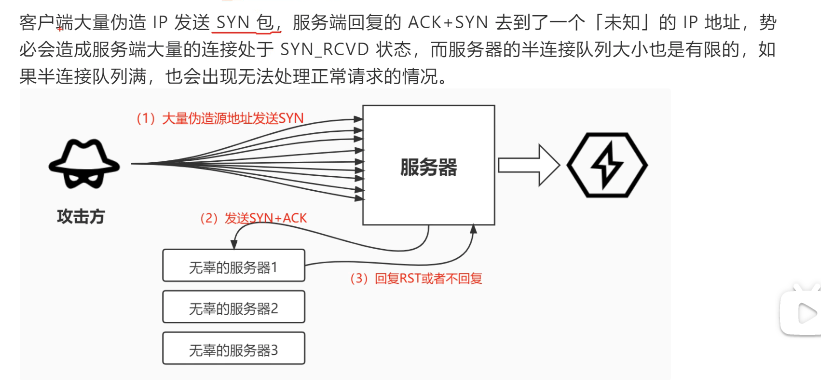 客户端大量伪造 IP 发送 SYN 包，服务端回复的 ACK+SYN 去到了一个「未知」的 IP 地址，势
必会造成服务端大量的连接处于 SYN_RCVD 状态，而服务器的半连接队列大小也是有限的，如
果半连接队列满，也会出现无法处理正常请求的情况。
（1）大量伪造源地址发送SYN
服务器
攻击方
（2）发送SYN+ACK
无辜的服务器1
（3）回复RST或者不回复
无辜的服务器2
无辜的服务器3